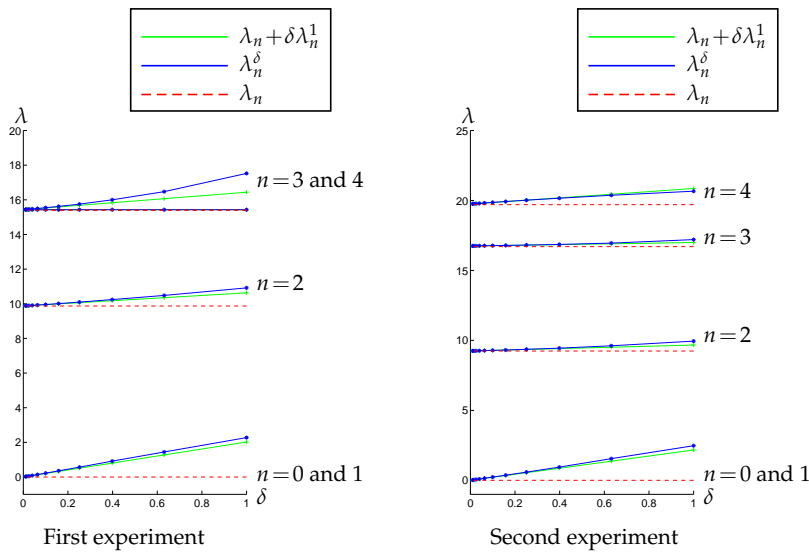 λₙ + δλₙ¹
λₙᵟ
λₙ
λ
20
18
16
14
12
10
8
6
4
2
0
n = 3 and 4
n = 2
n = 0 and 1
0
0.2
0.4
0.6
0.8
1
δ
First experiment
λₙ + δλₙ¹
λₙᵟ
λₙ
λ
25
20
15
10
5
0
n = 4
n = 3
n = 2
n = 0 and 1
0
0.2
0.4
0.6
0.8
1
δ
Second experiment